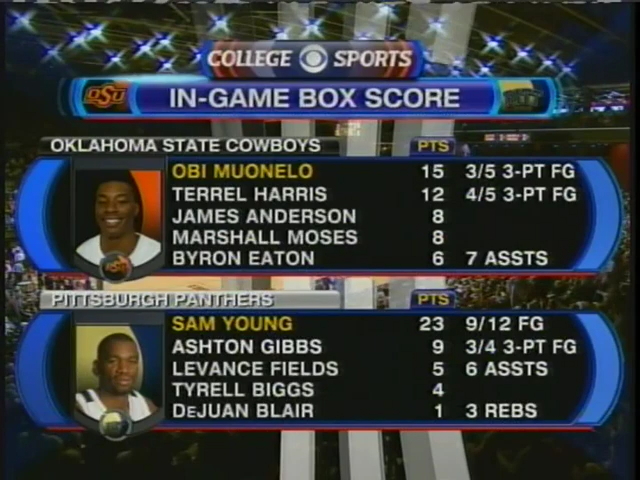 COLLEGE SPORTS
OSU IN-GAME BOX SCORE
OKLAHOMA STATE COWBOYS PTS
OBI MUONELO 15 3/5 3-PT FG
TERREL HARRIS 12 4/5 3-PT FG
JAMES ANDERSON 8
MARSHALL MOSES 8
BYRON EATON 6 7 ASSTS
PITTSBURGH PANTHERS PTS
SAM YOUNG 23 9/12 FG
ASHTON GIBBS 9 3/4 3-PT FG
LEVANCE FIELDS 5 6 ASSTS
TYRELL BIGGS 4
DEJUAN BLAIR 1 3 REBS